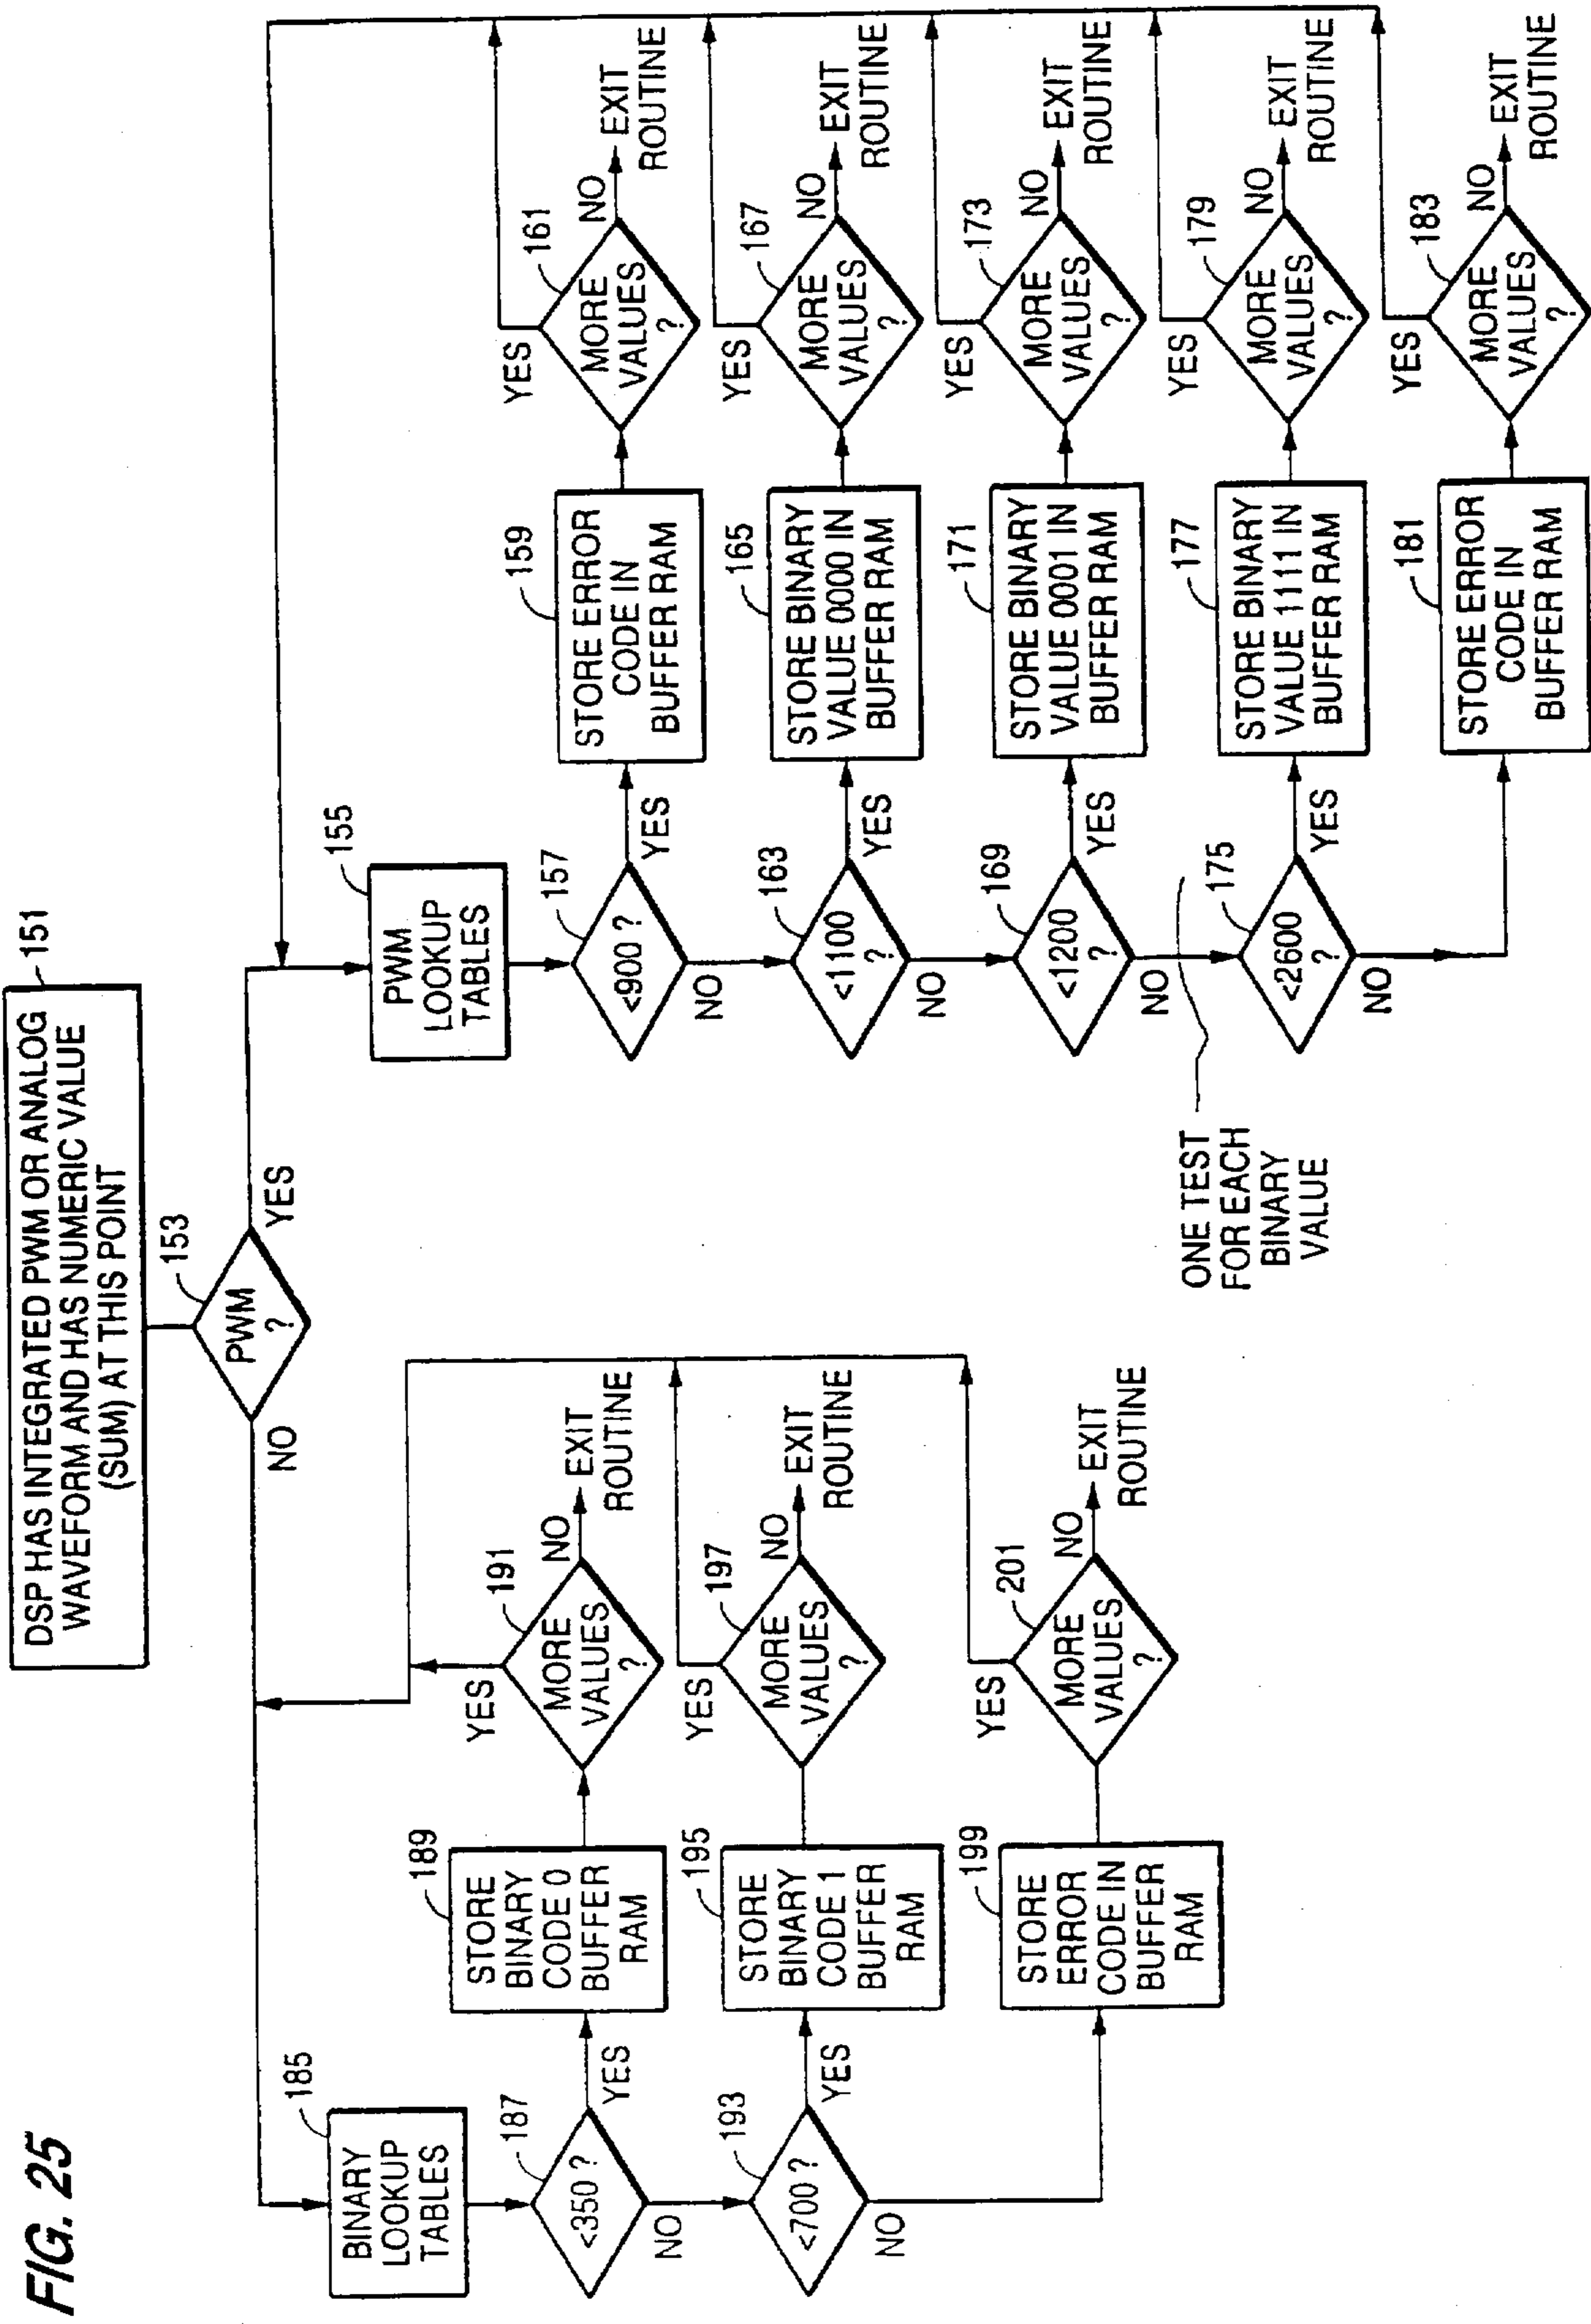 FIG. 25
DSP HAS INTEGRATED PWM OR ANALOG
WAVEFORM AND HAS NUMERIC VALUE
(SUM) AT THIS POINT
151
PWM
?
153
NO
YES
BINARY
LOOKUP
TABLES
185
<350 ?
187
YES
NO
STORE
BINARY
CODE 0
BUFFER
RAM
189
MORE
VALUES
?
191
YES
NO
EXIT
ROUTINE
<700 ?
193
YES
NO
STORE
BINARY
CODE 1
BUFFER
RAM
195
MORE
VALUES
?
197
YES
NO
EXIT
ROUTINE
STORE
ERROR
CODE IN
BUFFER
RAM
199
MORE
VALUES
?
201
YES
NO
EXIT
ROUTINE
PWM
LOOKUP
TABLES
155
<900 ?
157
YES
NO
STORE ERROR
CODE IN
BUFFER RAM
159
MORE
VALUES
?
161
YES
NO
EXIT
ROUTINE
<1100
?
163
YES
NO
STORE BINARY
VALUE 0000 IN
BUFFER RAM
165
MORE
VALUES
?
167
YES
NO
EXIT
ROUTINE
<1200
?
169
YES
NO
STORE BINARY
VALUE 0001 IN
BUFFER RAM
171
MORE
VALUES
?
173
YES
NO
EXIT
ROUTINE
ONE TEST
FOR EACH
BINARY
VALUE
<2600
?
175
YES
NO
STORE BINARY
VALUE 1111 IN
BUFFER RAM
177
MORE
VALUES
?
179
YES
NO
EXIT
ROUTINE
STORE ERROR
CODE IN
BUFFER RAM
181
MORE
VALUES
?
183
YES
NO
EXIT
ROUTINE